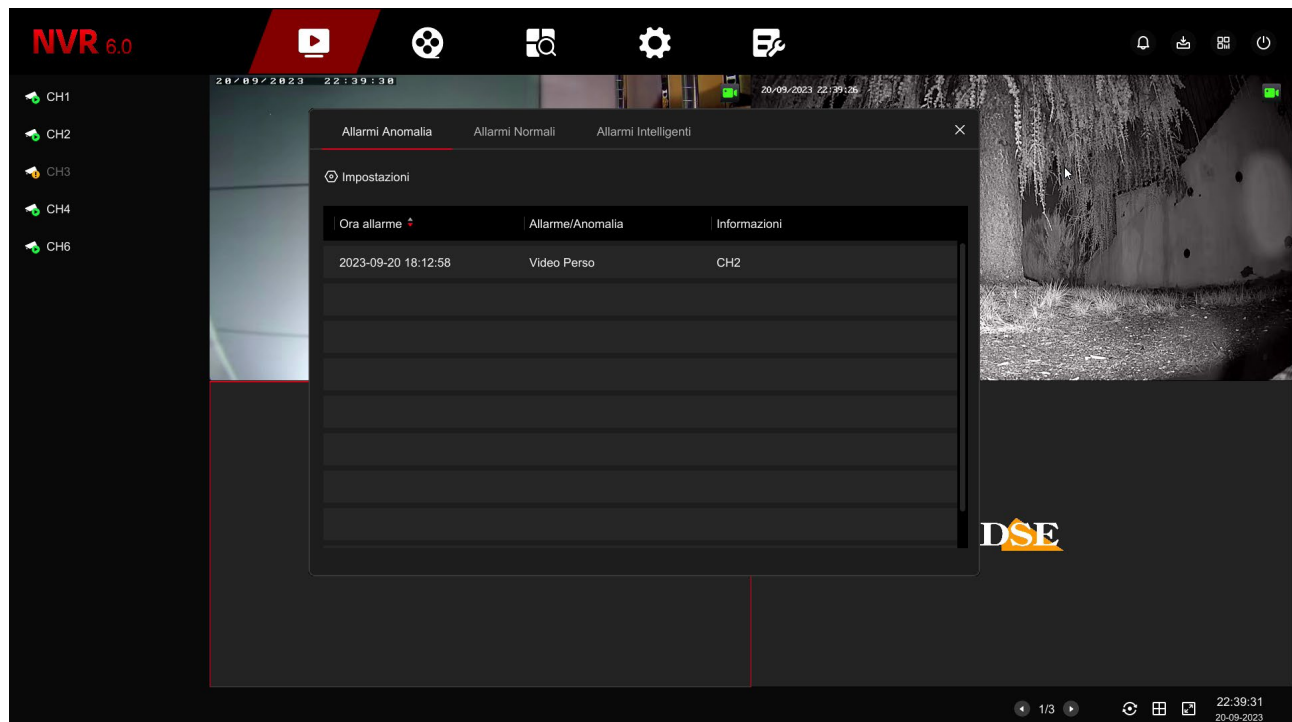 NVR 6.0
CH1
CH2
CH3
CH4
CH6
20/09/2023 22:39:30
20/09/2023 22:39:26
Allarmi Anomalia Allarmi Normali Allarmi Intelligenti
Impostazioni
Ora allarme Allarme/Anomalia Informazioni
2023-09-20 18:12:58 Video Perso CH2
DSE
1/3
22:39:31
20-09-2023